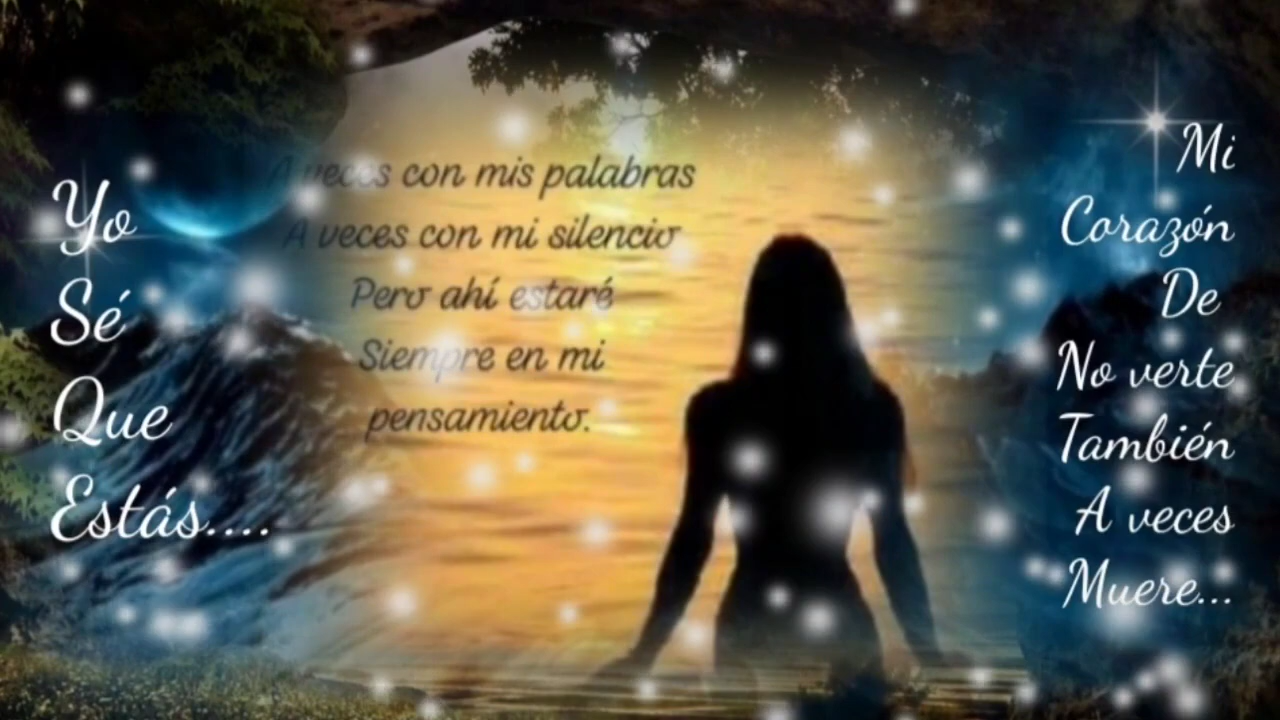 Yo
Sé
Que
Estás....
A veces con mis palabras
A veces con mi silencio
Pero ahí estaré
Siempre en mi
pensamiento.
Mi
Corazón
De
No verte
También
A veces
Muere...